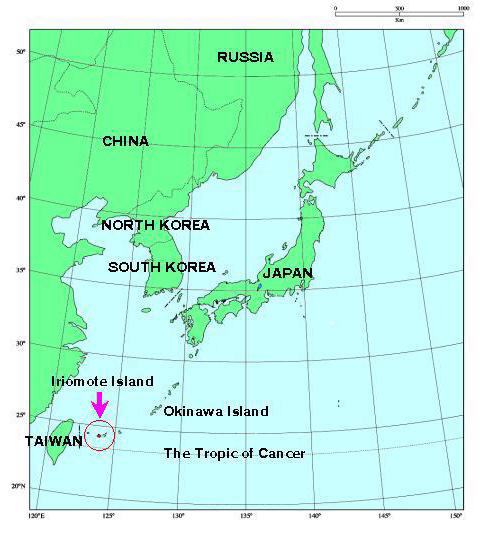 0 500 1000
Km
RUSSIA
50°
45°
CHINA
40°
NORTH KOREA
SOUTH KOREA
35°
JAPAN
30°
Iriomote Island
Okinawa Island
25°
TAIWAN
The Tropic of Cancer
20°N
120°E 125° 130° 135° 140° 145° 150°